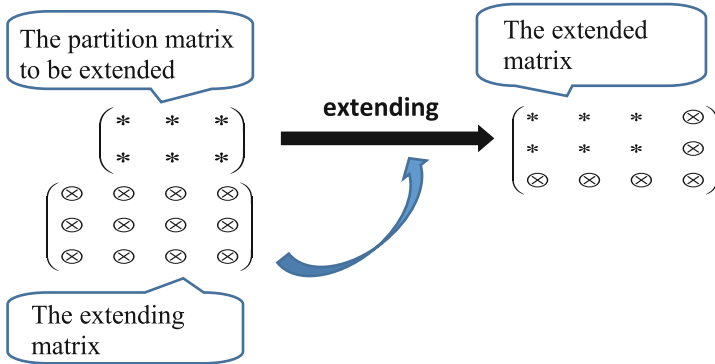 The partition matrix
to be extended
The extended
matrix
extending
* * *
* * *
⊗ ⊗ ⊗ ⊗
⊗ ⊗ ⊗ ⊗
⊗ ⊗ ⊗ ⊗
* * * ⊗
* * * ⊗
⊗ ⊗ ⊗ ⊗
The extending
matrix